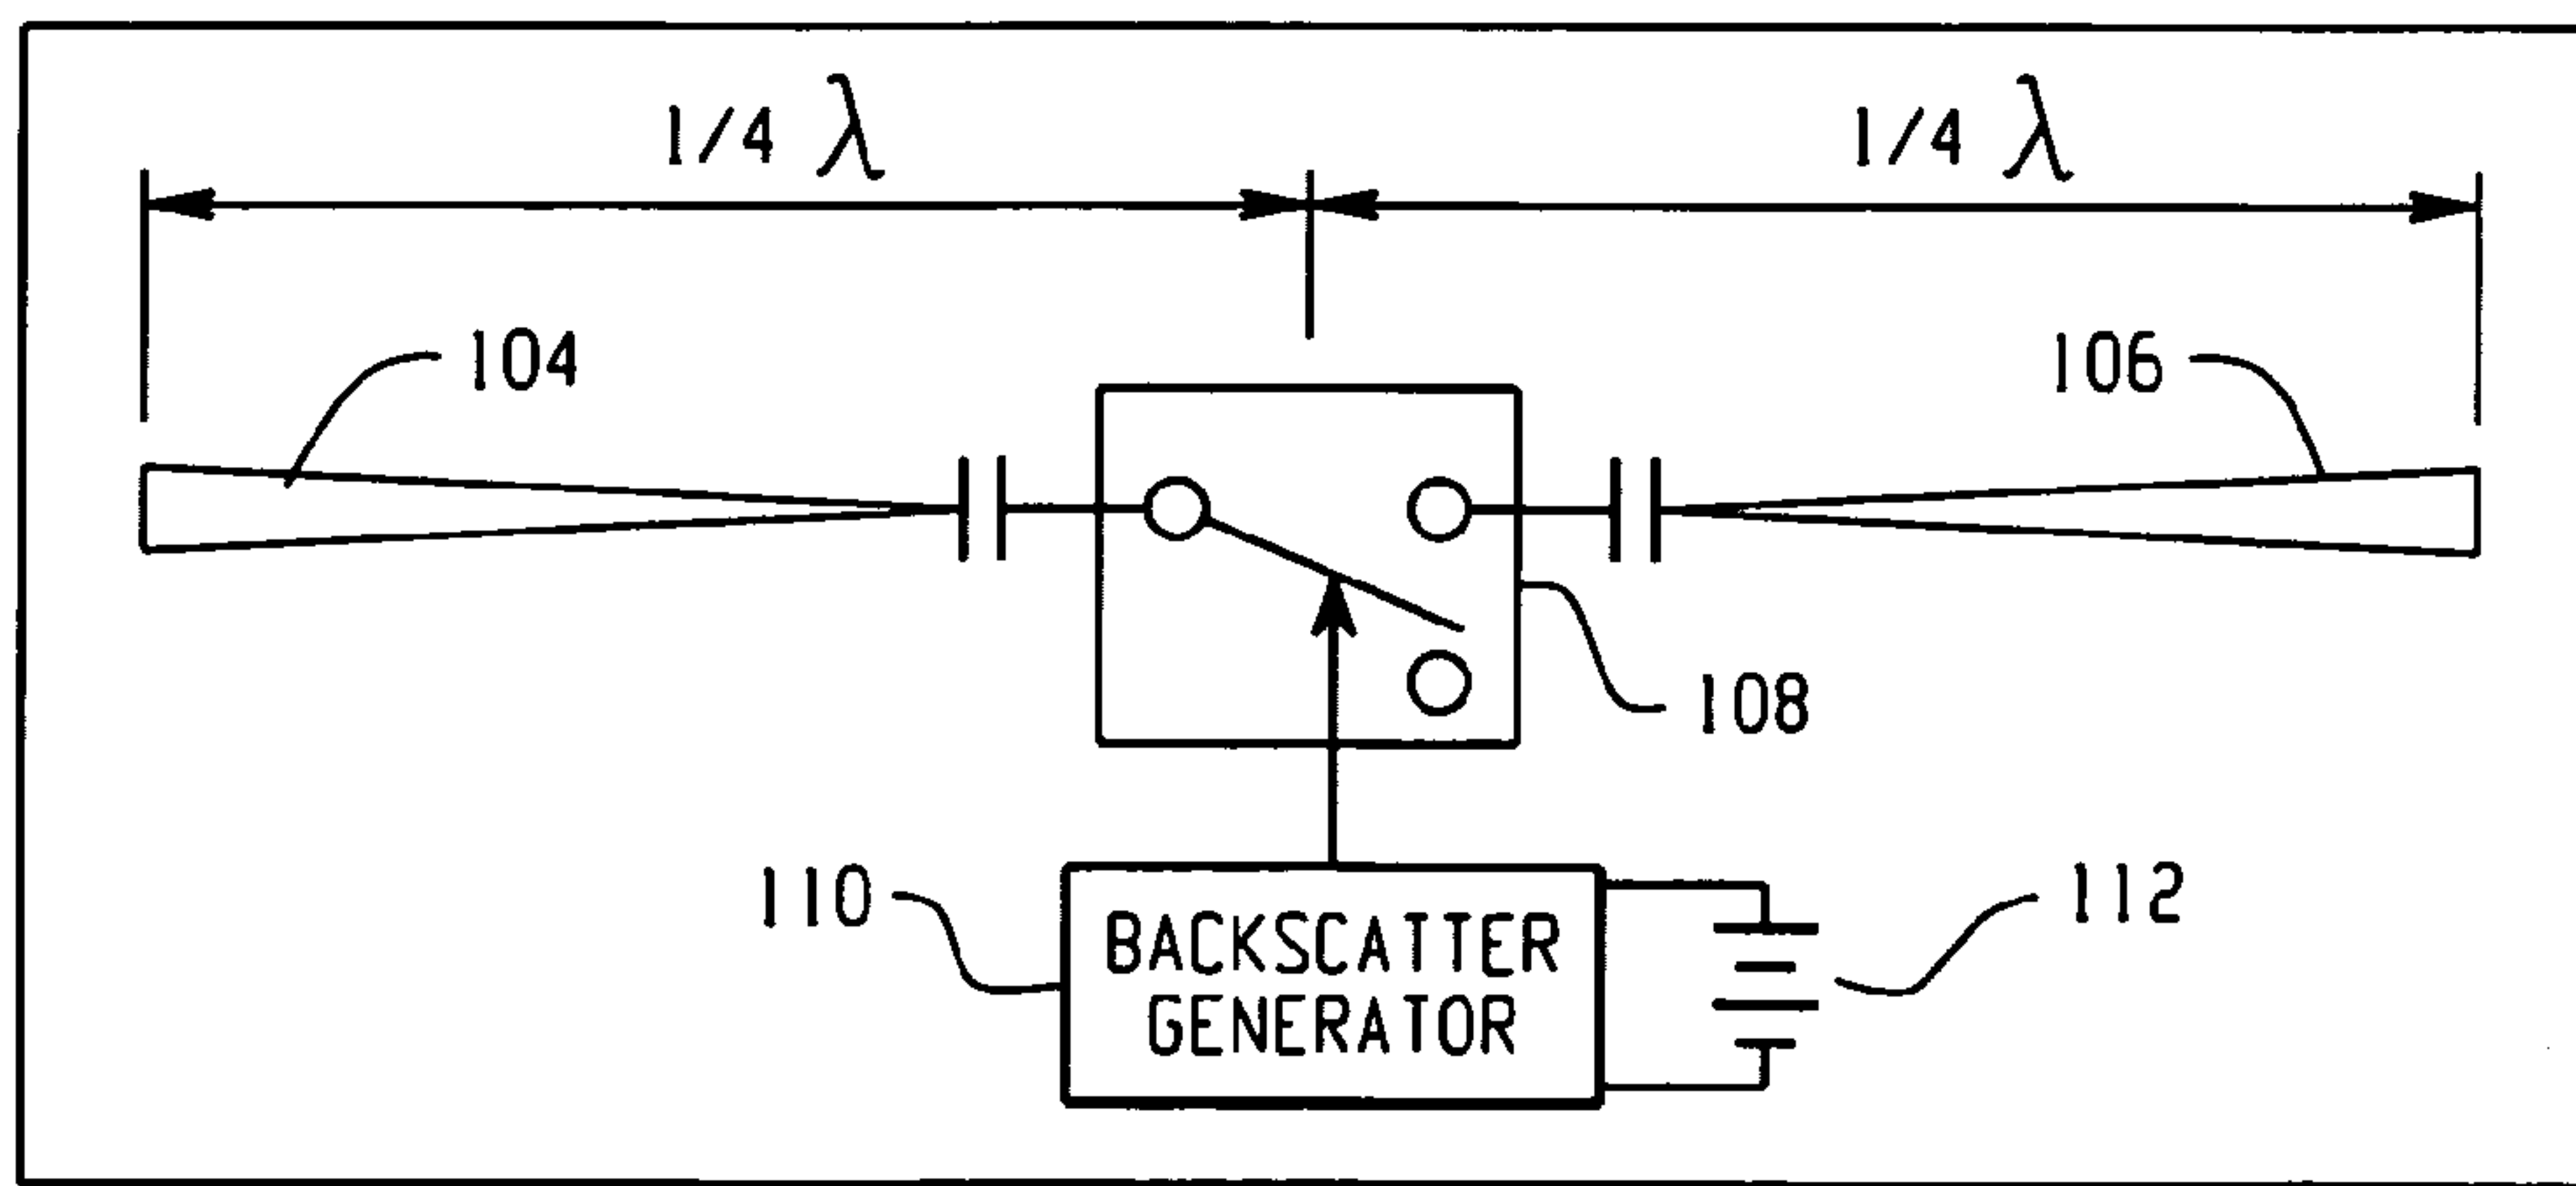 1/4 λ
1/4 λ
104
106
108
110
BACKSCATTER
GENERATOR
112